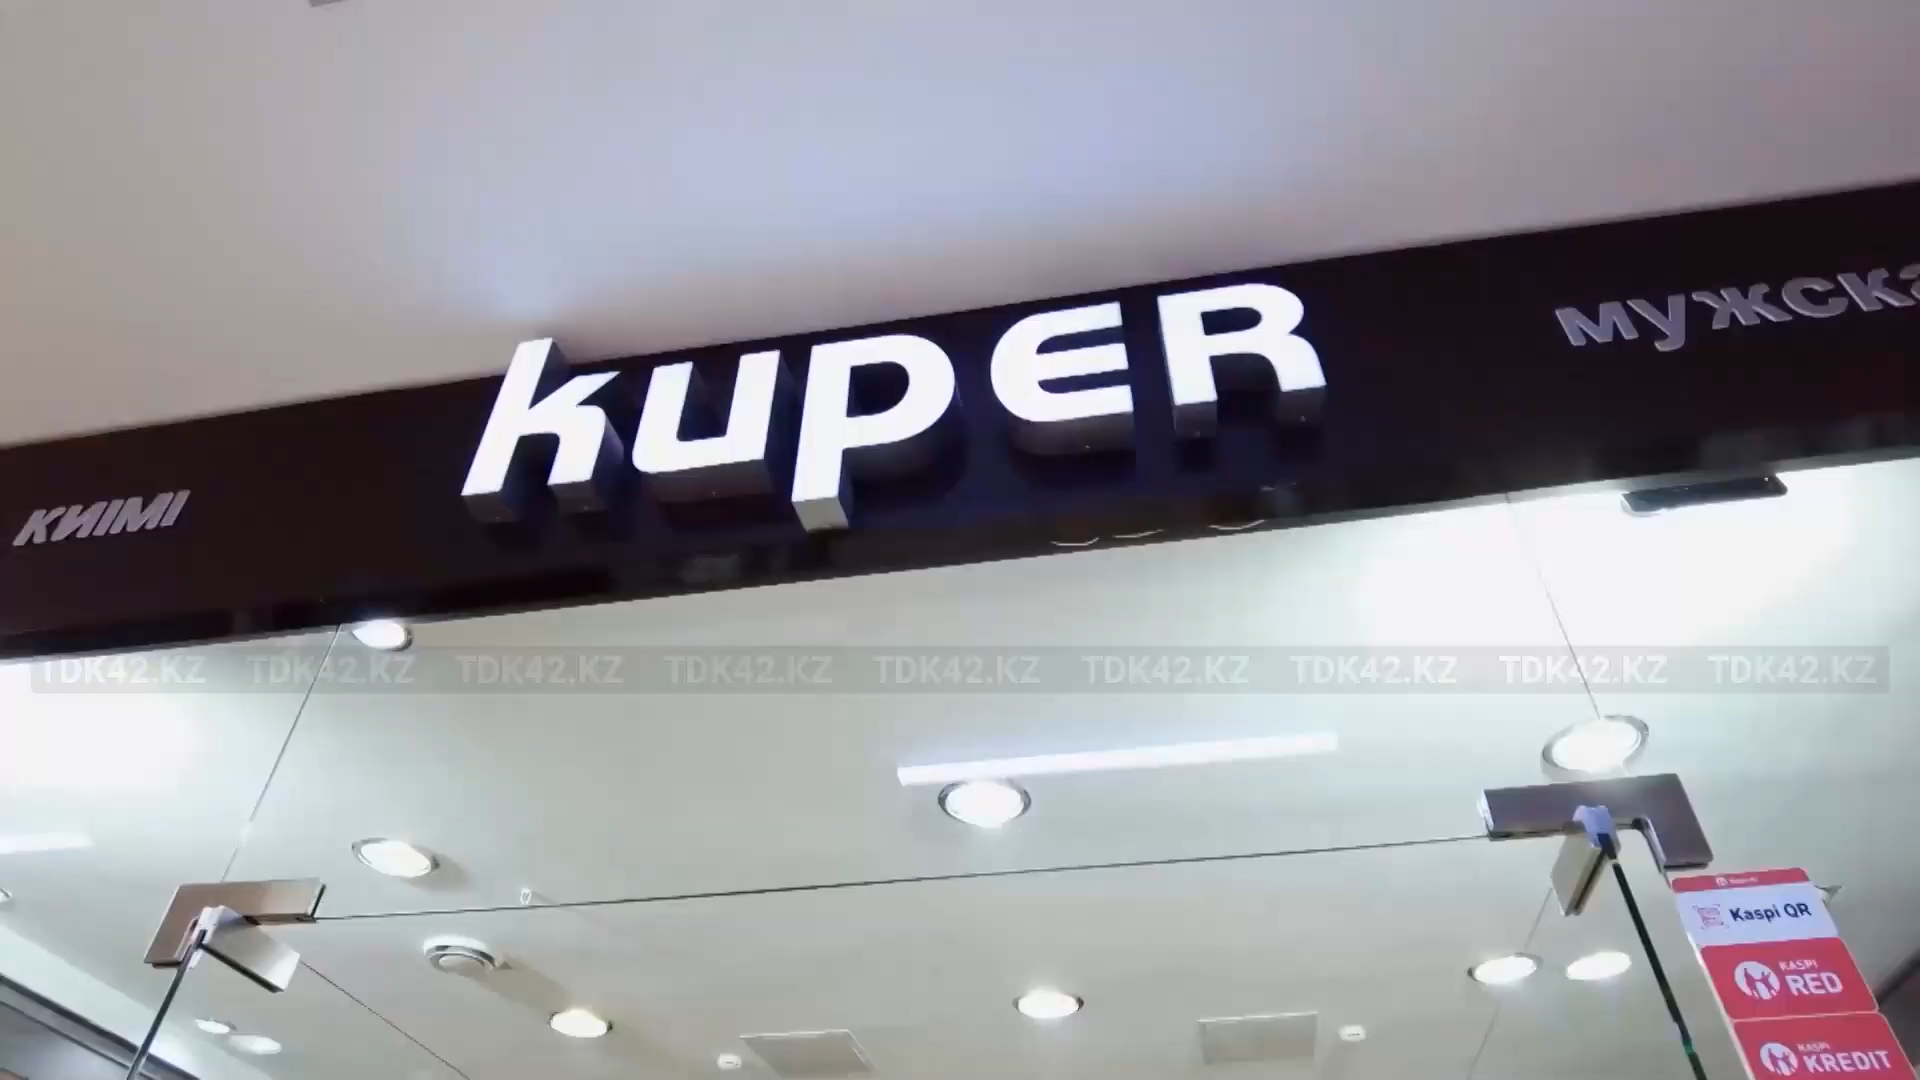 киімі
kuper
мужска
TDK42.KZ TDK42.KZ TDK42.KZ TDK42.KZ TDK42.KZ TDK42.KZ TDK42.KZ TDK42.KZ TDK42.KZ
Kaspi QR
KASPI
RED
KASPI
KREDIT